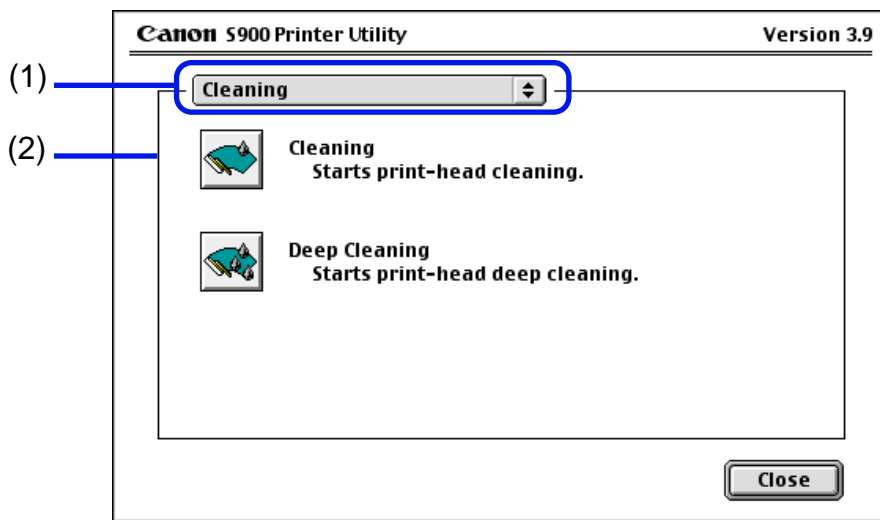 Canon S900 Printer Utility Version 3.9
(1)
Cleaning
(2)
Cleaning
Starts print-head cleaning.
Deep Cleaning
Starts print-head deep cleaning.
Close